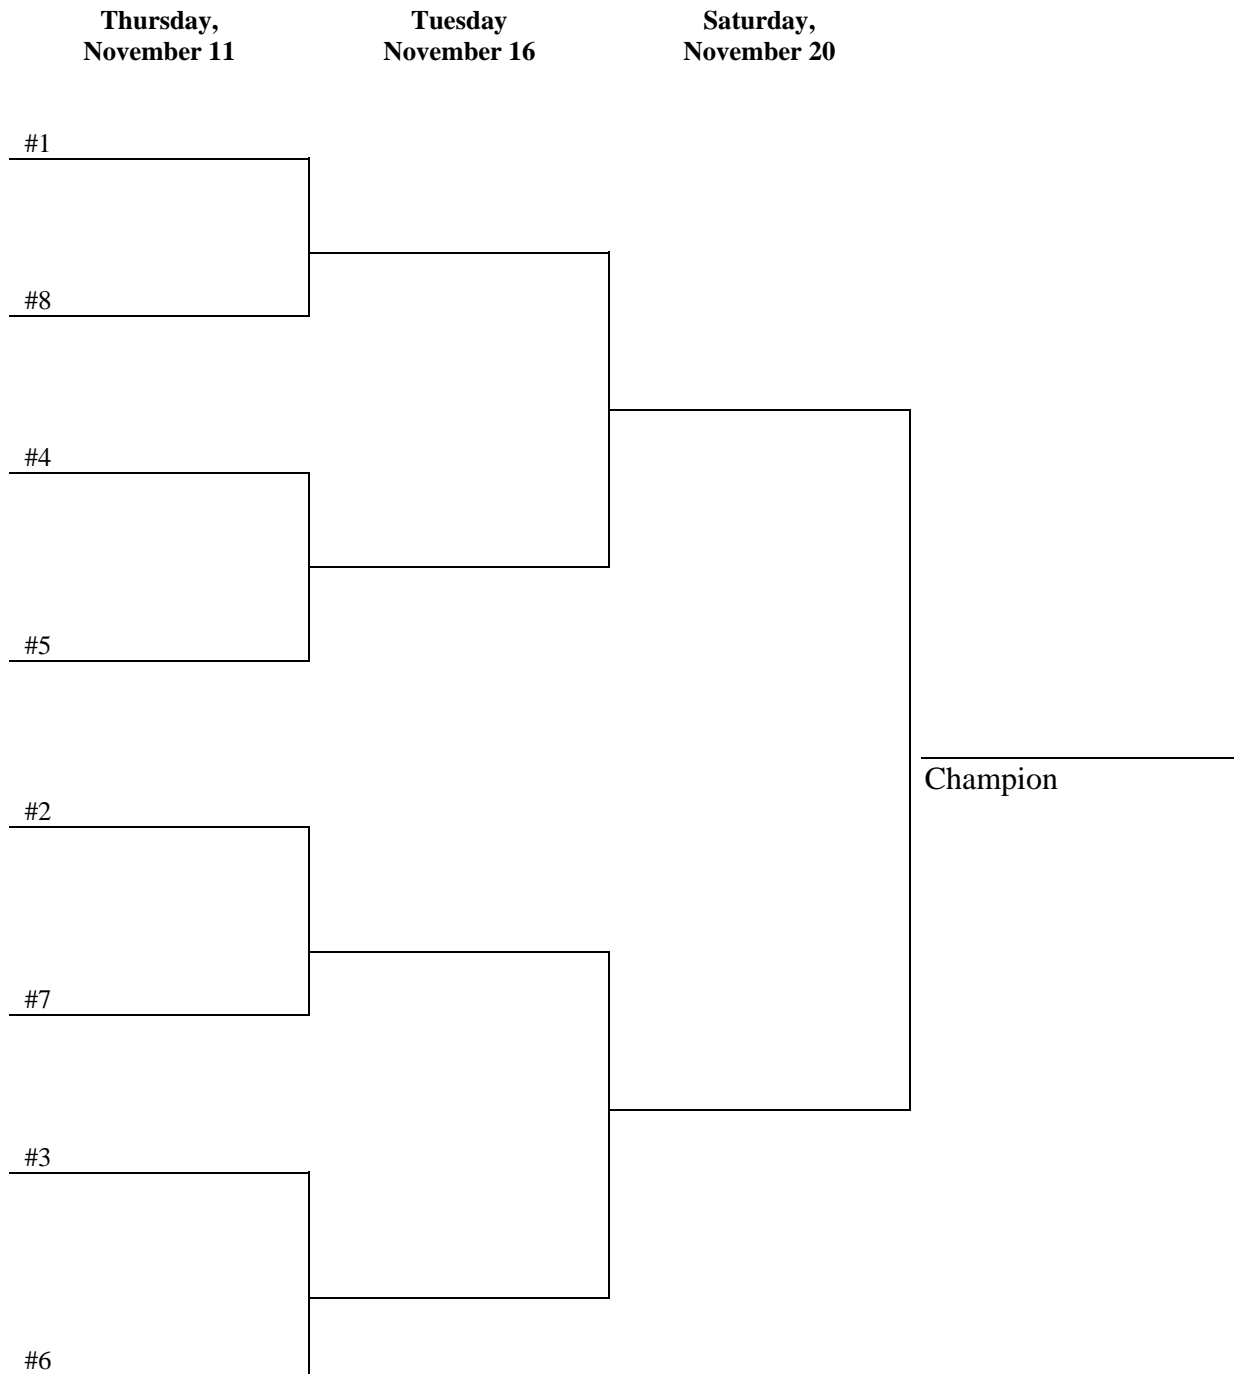 Thursday,
November 11
Tuesday
November 16
Saturday,
November 20
#1
#8
#4
#5
Champion
#2
#7
#3
#6